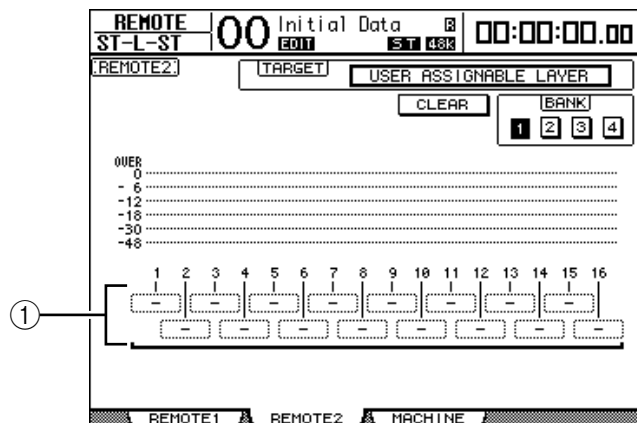 REMOTE
ST-L-ST
00
Initial Data
EDIT
ST 48K
00:00:00.00
REMOTE2
TARGET
USER ASSIGNABLE LAYER
CLEAR
BANK
1 2 3 4
OVER
0
- 6
-12
-18
-30
-48
1 2 3 4 5 6 7 8 9 10 11 12 13 14 15 16
- - - - - - - -
- - - - - - - -
1
REMOTE1 REMOTE2 MACHINE